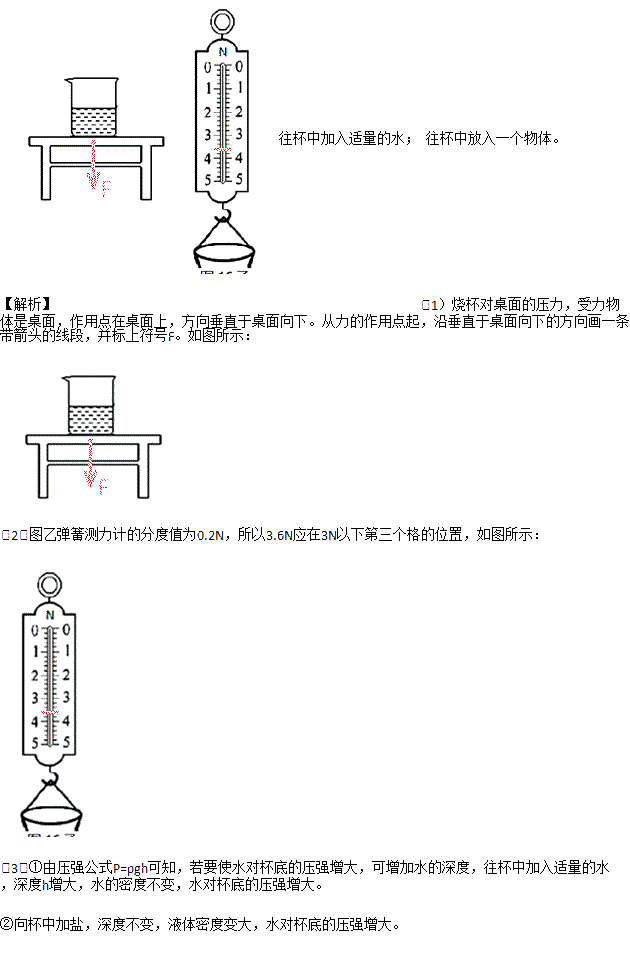 N
0 0
1 1
2 2
3 3
4 4
5 5
F
往杯中加入适量的水； 往杯中放入一个物体。
【解析】 1）烧杯对桌面的压力，受力物
体是桌面，作用点在桌面上，方向垂直于桌面向下。从力的作用点起，沿垂直于桌面向下的方向画一条
带箭头的线段，并标上符号F。如图所示：
F
2 图乙弹簧测力计的分度值为0.2N，所以3.6N应在3N以下第三个格的位置，如图所示：
N
0 0
1 1
2 2
3 3
4 4
5 5
3 ①由压强公式P=ρgh可知，若要使水对杯底的压强增大，可增加水的深度，往杯中加入适量的水
，深度h增大，水的密度不变，水对杯底的压强增大。
②向杯中加盐，深度不变，液体密度变大，水对杯底的压强增大。